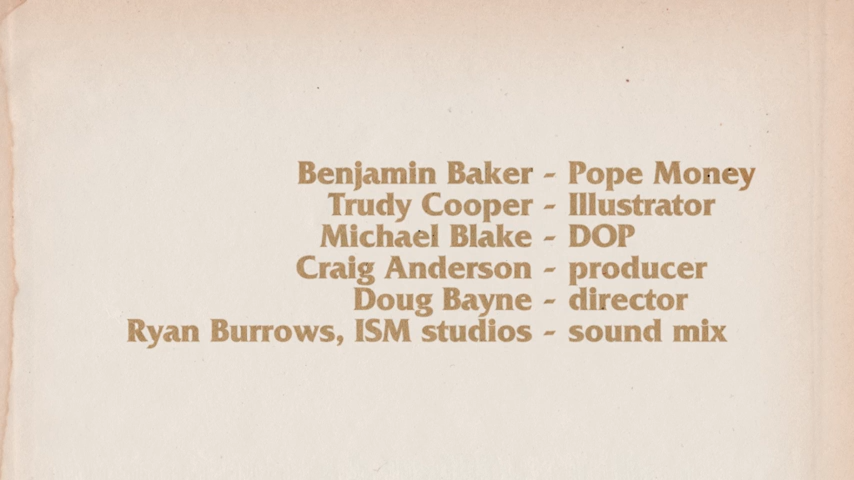 Benjamin Baker - Pope Money
Trudy Cooper - Illustrator
Michael Blake - DOP
Craig Anderson - producer
Doug Bayne - director
Ryan Burrows, ISM studios - sound mix